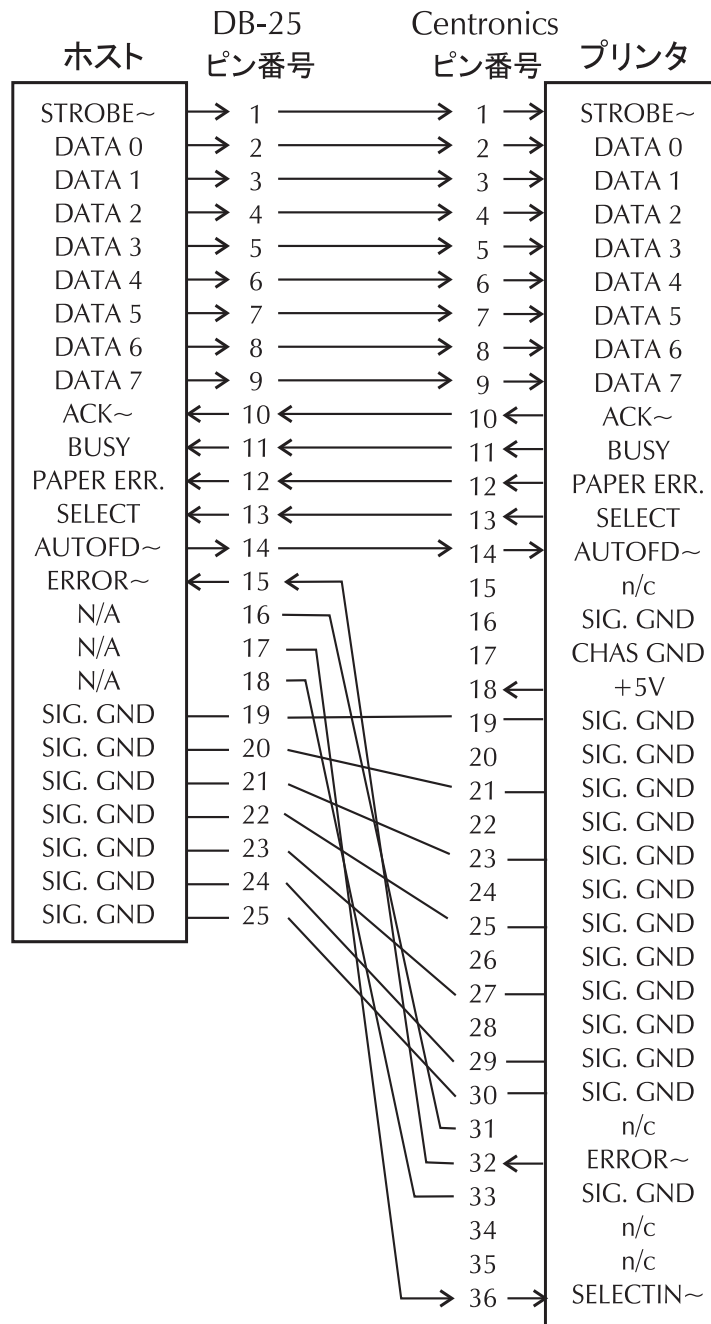 DB-25 Centronics
ホスト ピン番号 ピン番号 プリンタ
STROBE~ 1 1 STROBE~
DATA 0 2 2 DATA 0
DATA 1 3 3 DATA 1
DATA 2 4 4 DATA 2
DATA 3 5 5 DATA 3
DATA 4 6 6 DATA 4
DATA 5 7 7 DATA 5
DATA 6 8 8 DATA 6
DATA 7 9 9 DATA 7
ACK~ 10 10 ACK~
BUSY 11 11 BUSY
PAPER ERR. 12 12 PAPER ERR.
SELECT 13 13 SELECT
AUTOFD~ 14 14 AUTOFD~
ERROR~ 15 15 n/c
N/A 16 16 SIG. GND
N/A 17 17 CHAS GND
N/A 18 18 +5V
SIG. GND 19 19 SIG. GND
SIG. GND 20 20 SIG. GND
SIG. GND 21 21 SIG. GND
SIG. GND 22 22 SIG. GND
SIG. GND 23 23 SIG. GND
SIG. GND 24 24 SIG. GND
SIG. GND 25 25 SIG. GND
26 SIG. GND
27 SIG. GND
28 SIG. GND
29 SIG. GND
30 SIG. GND
31 n/c
32 ERROR~
33 SIG. GND
34 n/c
35 n/c
36 SELECTIN~